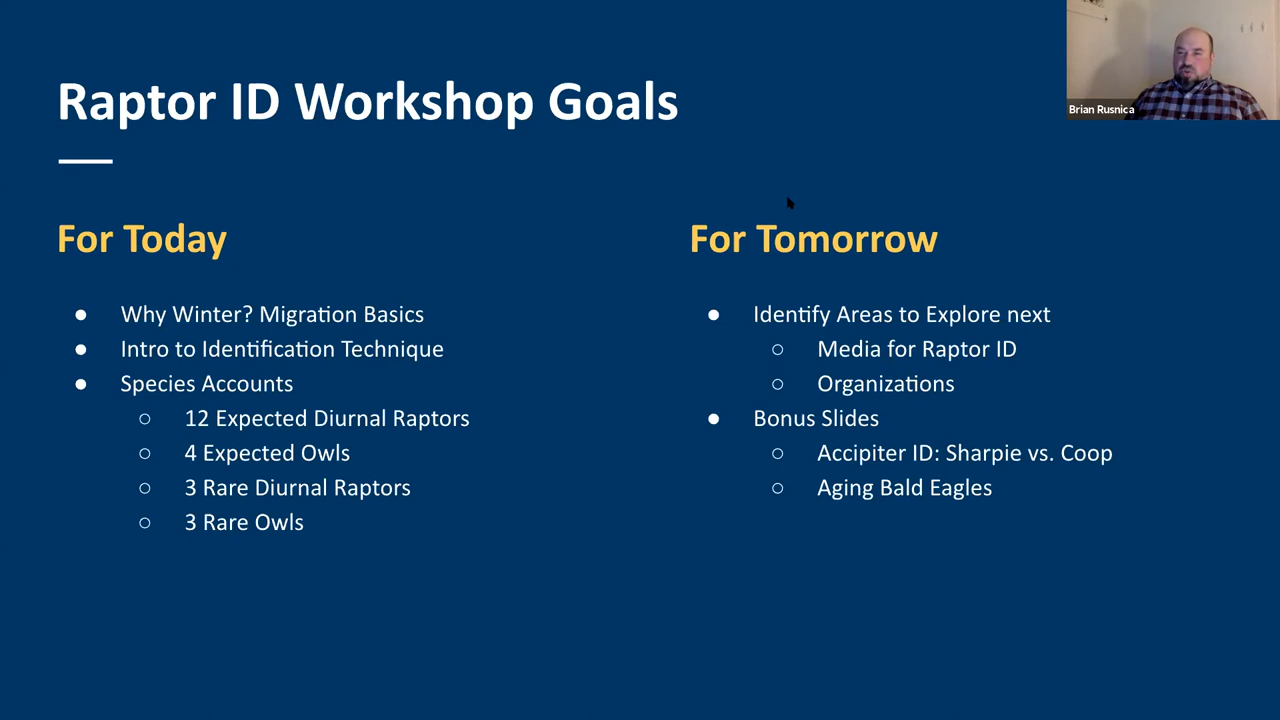 Raptor ID Workshop Goals
Brian Rusnica
For Today
● Why Winter? Migration Basics
● Intro to Identification Technique
● Species Accounts
○ 12 Expected Diurnal Raptors
○ 4 Expected Owls
○ 3 Rare Diurnal Raptors
○ 3 Rare Owls
For Tomorrow
● Identify Areas to Explore next
○ Media for Raptor ID
○ Organizations
● Bonus Slides
○ Accipiter ID: Sharpie vs. Coop
○ Aging Bald Eagles